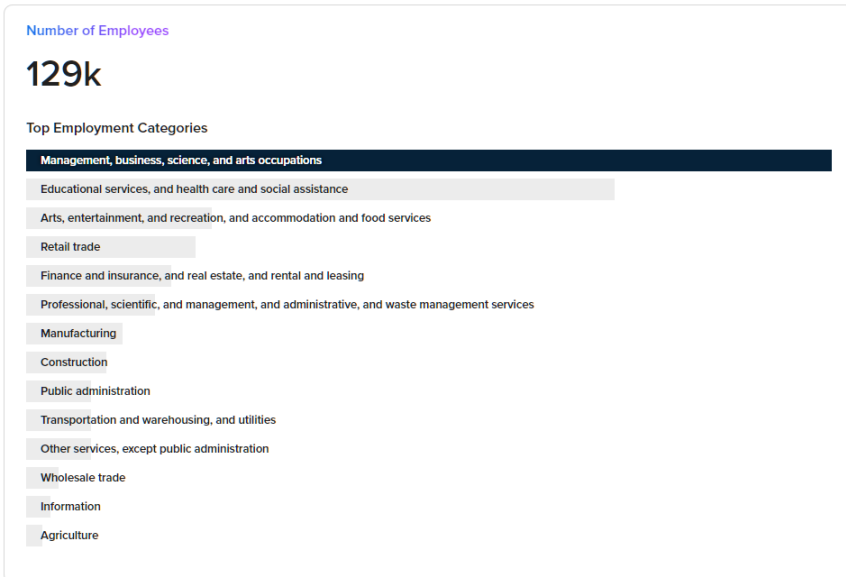 Number of Employees
129k
Top Employment Categories
Management, business, science, and arts occupations
Educational services, and health care and social assistance
Arts, entertainment, and recreation, and accommodation and food services
Retail trade
Finance and insurance, and real estate, and rental and leasing
Professional, scientific, and management, and administrative, and waste management services
Manufacturing
Construction
Public administration
Transportation and warehousing, and utilities
Other services, except public administration
Wholesale trade
Information
Agriculture